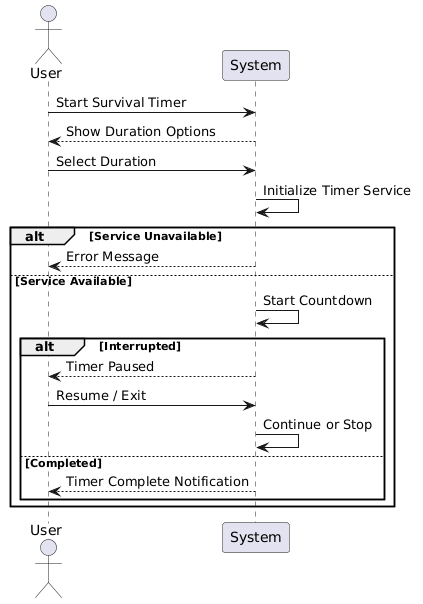 User
System
Start Survival Timer
Show Duration Options
Select Duration
Initialize Timer Service
alt [Service Unavailable]
Error Message
[Service Available]
Start Countdown
alt [Interrupted]
Timer Paused
Resume / Exit
Continue or Stop
[Completed]
Timer Complete Notification
User
System